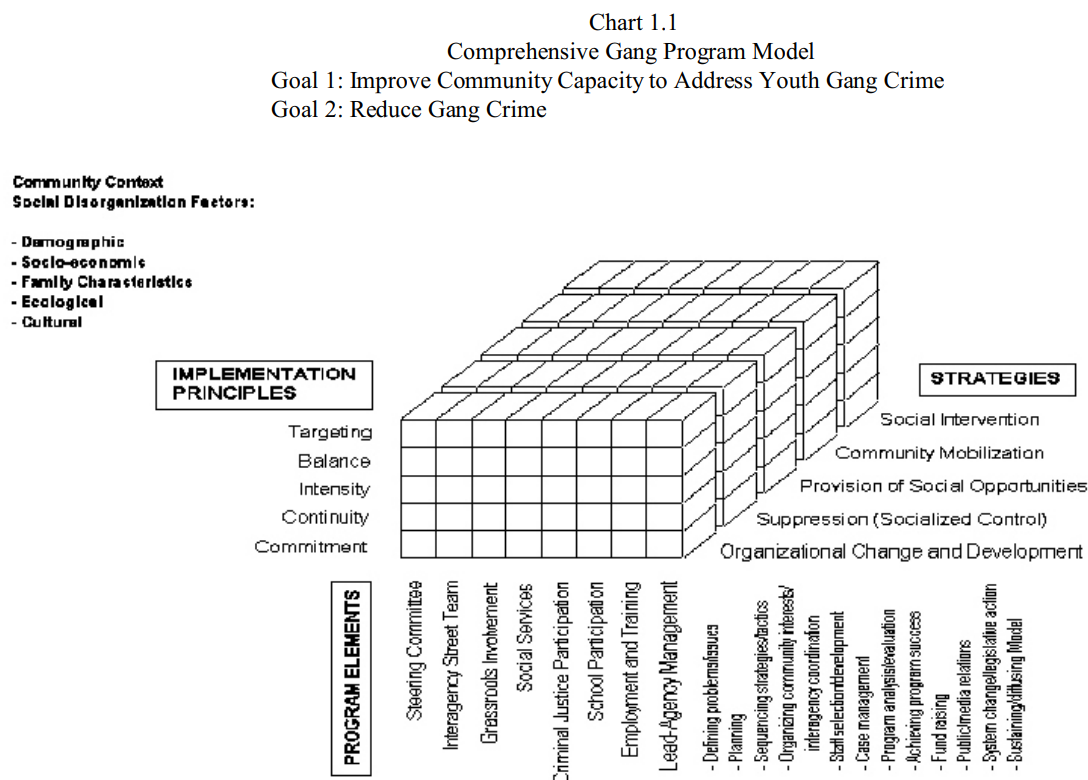 Chart 1.1
Comprehensive Gang Program Model
Goal 1: Improve Community Capacity to Address Youth Gang Crime
Goal 2: Reduce Gang Crime
Community Context
Social Disorganization Factors:
- Demographic
- Socio-economic
- Family Characteristics
- Ecological
- Cultural
IMPLEMENTATION
PRINCIPLES
Targeting
Balance
Intensity
Continuity
Commitment
STRATEGIES
Social Intervention
Community Mobilization
Provision of Social Opportunities
Suppression (Socialized Control)
Organizational Change and Development
PROGRAM ELEMENTS
Steering Committee
Interagency Street Team
Grassroots Involvement
Social Services
Criminal Justice Participation
School Participation
Employment and Training
Lead-Agency Management
- Defining problems/issues
- Planning
- Sequencing strategies/tactics
- Organizing community interests/
interagency coordination
- Staff selection/development
- Case management
- Program analysis/evaluation
- Achieving program success
- Fund raising
- Public/media relations
- System change/legislative action
- Sustaining/diffusing Model